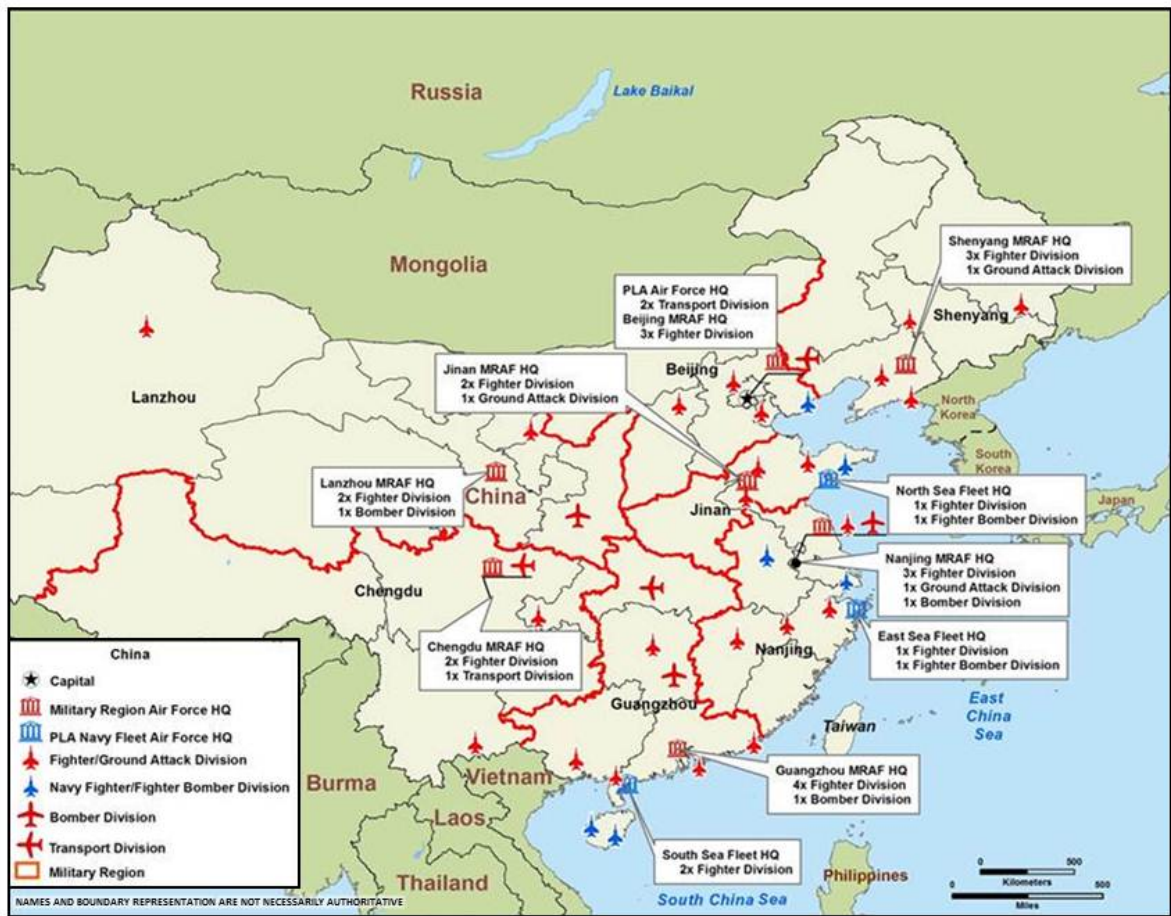 Russia
Lake Baikal
Mongolia
Shenyang MRAF HQ
3x Fighter Division
1x Ground Attack Division
PLA Air Force HQ
2x Transport Division
Beijing MRAF HQ
3x Fighter Division
Shenyang
Beijing
Jinan MRAF HQ
2x Fighter Division
1x Ground Attack Division
Lanzhou
North
Korea
South
Korea
Japan
Lanzhou MRAF HQ
2x Fighter Division
1x Bomber Division
China
Jinan
North Sea Fleet HQ
1x Fighter Division
1x Fighter Bomber Division
Nanjing MRAF HQ
3x Fighter Division
1x Ground Attack Division
1x Bomber Division
Chengdu
Chengdu MRAF HQ
2x Fighter Division
1x Transport Division
Nanjing
East Sea Fleet HQ
1x Fighter Division
1x Fighter Bomber Division
Guangzhou
Taiwan
East
China
Sea
Guangzhou MRAF HQ
4x Fighter Division
1x Bomber Division
Burma
Vietnam
Laos
Thailand
South Sea Fleet HQ
2x Fighter Division
South China Sea
Philippines
0 500
Kilometers
0 500
Miles
China
Capital
Military Region Air Force HQ
PLA Navy Fleet Air Force HQ
Fighter/Ground Attack Division
Navy Fighter/Fighter Bomber Division
Bomber Division
Transport Division
Military Region
NAMES AND BOUNDARY REPRESENTATION ARE NOT NECESSARILY AUTHORITATIVE